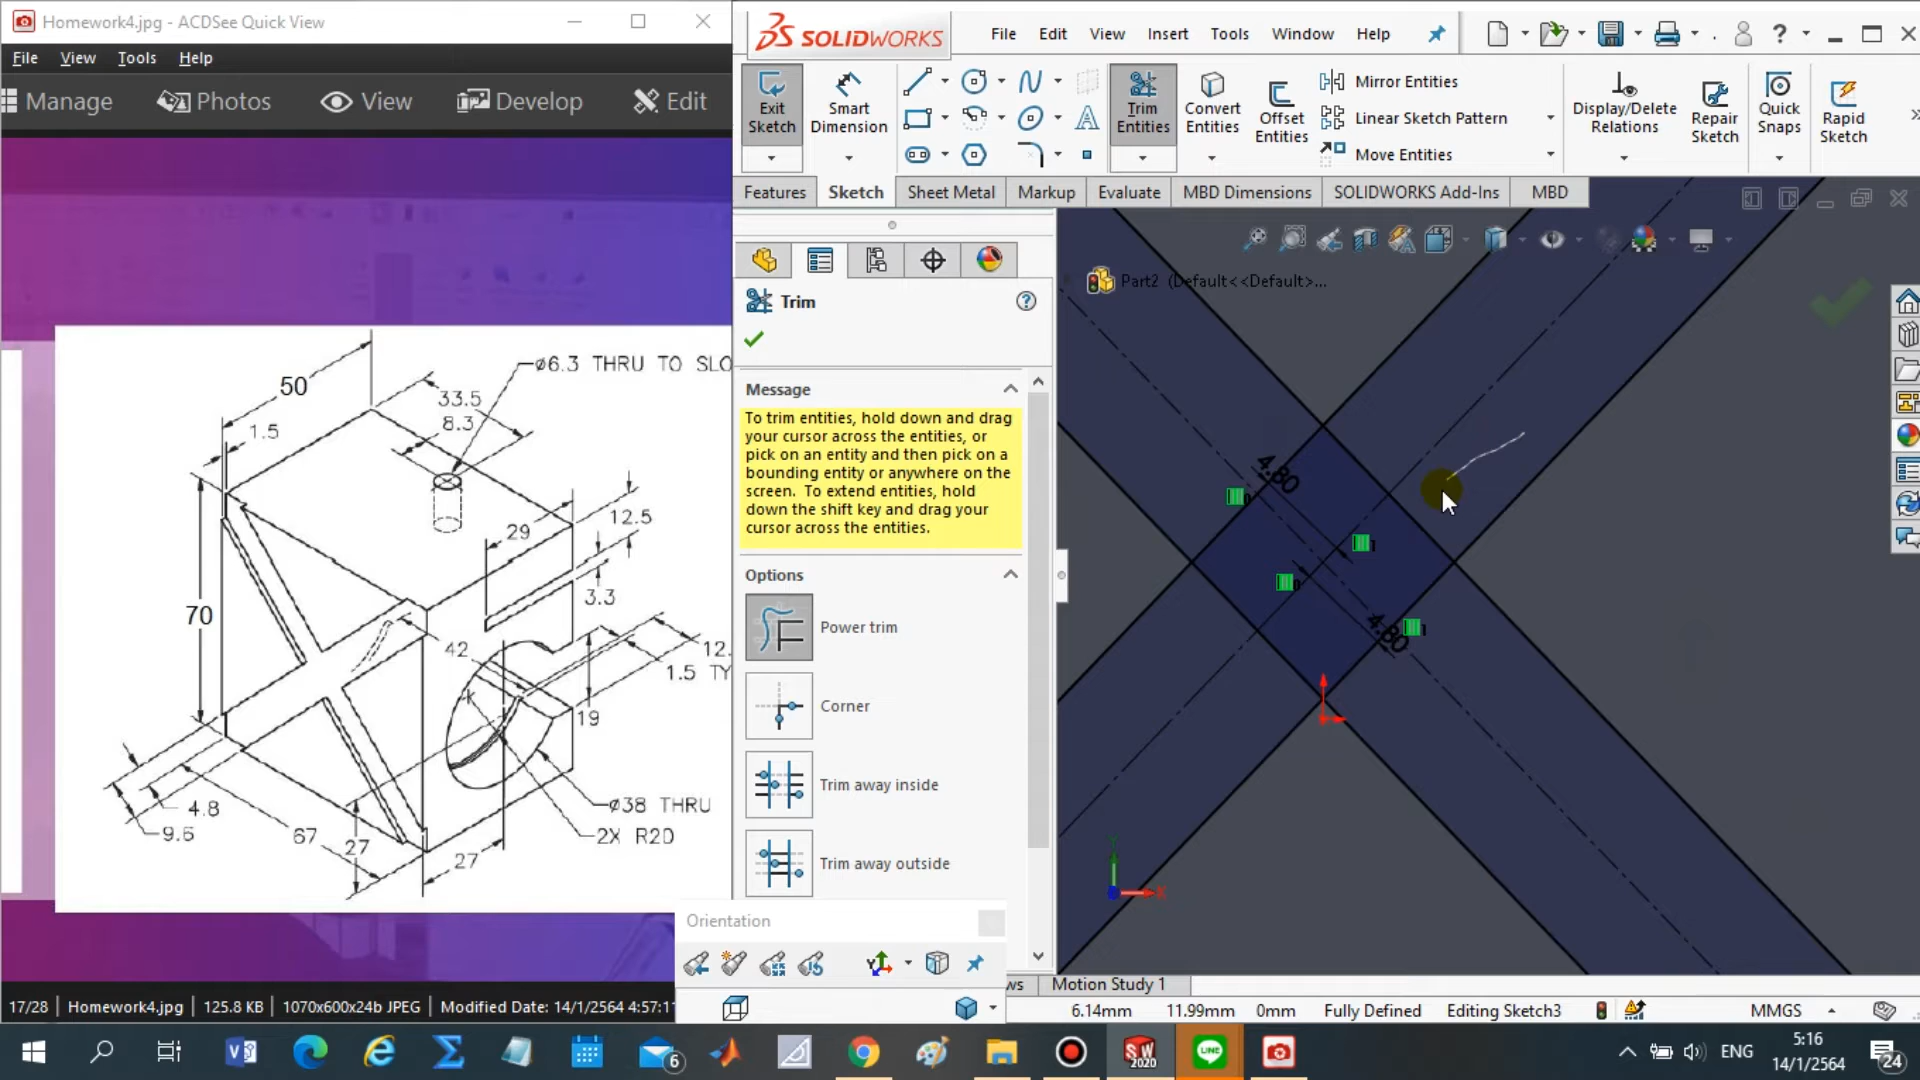 Homework4.jpg - ACDSee Quick View
File View Tools Help
Manage Photos View Develop Edit
50
1.5
33.5
8.3
ø6.3 THRU TO SLO
29
12.5
3.3
70
42
12.
1.5 TY
19
4.8
9.6
67
27
27
ø38 THRU
2X R20
17/28 Homework4.jpg 125.8 KB 1070x600x24b JPEG Modified Date: 14/1/2564 4:57:1
SOLIDWORKS File Edit View Insert Tools Window Help
Exit Sketch
Smart Dimension
Trim Entities
Convert Entities
Offset Entities
Mirror Entities
Linear Sketch Pattern
Move Entities
Display/Delete Relations
Repair Sketch
Quick Snaps
Rapid Sketch
Features Sketch Sheet Metal Markup Evaluate MBD Dimensions SOLIDWORKS Add-Ins MBD
Part2 (Default<<Default>...
Trim
Message
To trim entities, hold down and drag
your cursor across the entities, or
pick on an entity and then pick on a
bounding entity or anywhere on the
screen. To extend entities, hold
down the shift key and drag your
cursor across the entities.
Options
Power trim
Corner
Trim away inside
Trim away outside
4.80
4.80
Orientation
ws Motion Study 1
6.14mm 11.99mm 0mm Fully Defined Editing Sketch3 MMGS
6
SW
2020
LINE
ENG
5:16
14/1/2564
24